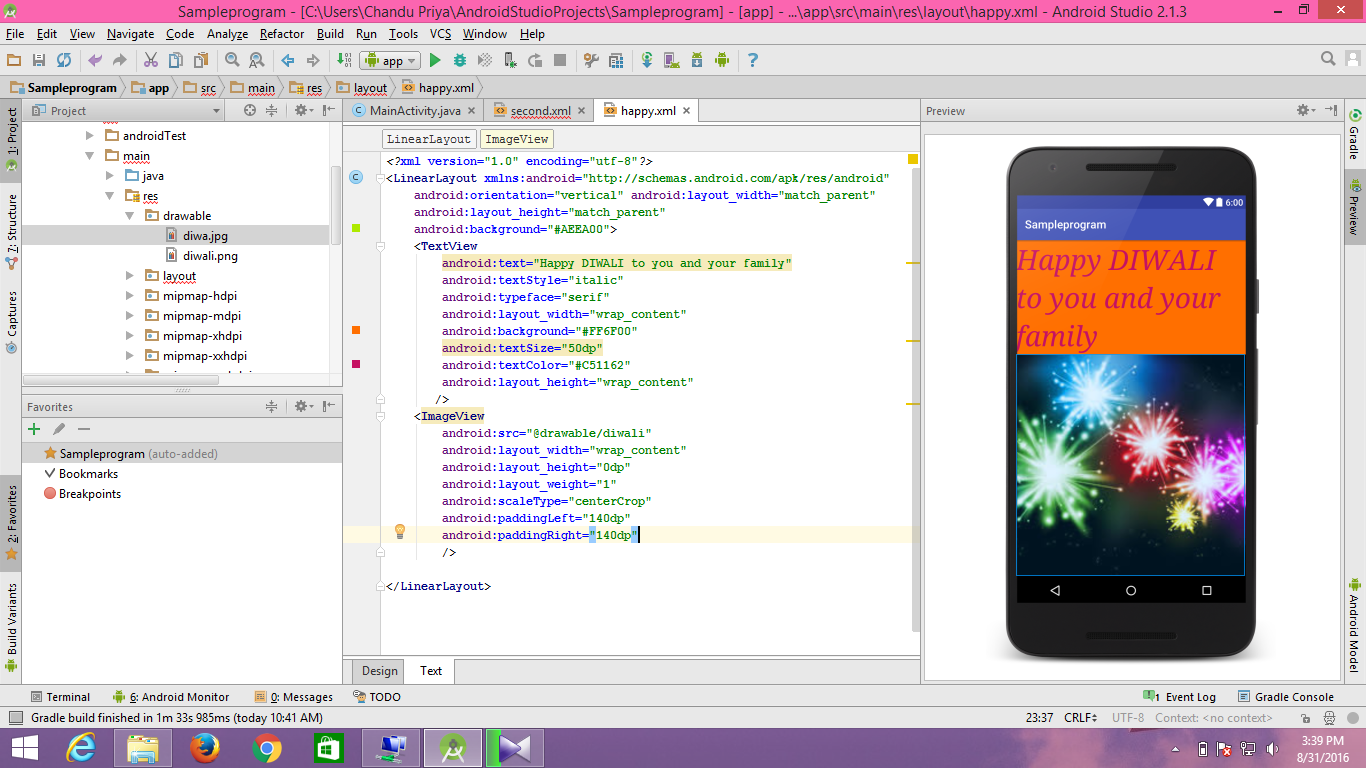 Sampleprogram - [C:\Users\Chandu Priya\AndroidStudioProjects\Sampleprogram] - [app] - ...\app\src\main\res\layout\happy.xml - Android Studio 2.1.3
File Edit View Navigate Code Analyze Refactor Build Run Tools VCS Window Help
app
Sampleprogram app src main res layout happy.xml
1: Project
7: Structure
Captures
2: Favorites
Build Variants
Project
androidTest
main
java
res
drawable
diwa.jpg
diwali.png
layout
mipmap-hdpi
mipmap-mdpi
mipmap-xhdpi
mipmap-xxhdpi
Favorites
Sampleprogram (auto-added)
Bookmarks
Breakpoints
MainActivity.java second.xml happy.xml
LinearLayout ImageView
<?xml version="1.0" encoding="utf-8"?>
<LinearLayout xmlns:android="http://schemas.android.com/apk/res/android"
android:orientation="vertical" android:layout_width="match_parent"
android:layout_height="match_parent"
android:background="#AEEA00">
<TextView
android:text="Happy DIWALI to you and your family"
android:textStyle="italic"
android:typeface="serif"
android:layout_width="wrap_content"
android:background="#FF6F00"
android:textSize="50dp"
android:textColor="#C51162"
android:layout_height="wrap_content"
/>
<ImageView
android:src="@drawable/diwali"
android:layout_width="wrap_content"
android:layout_height="0dp"
android:layout_weight="1"
android:scaleType="centerCrop"
android:paddingLeft="140dp"
android:paddingRight="140dp"
/>
</LinearLayout>
Design Text
Preview
6:00
Sampleprogram
Happy DIWALI
to you and your
family
Gradle
Preview
Android Model
Terminal 6: Android Monitor 0: Messages TODO 1 Event Log Gradle Console
Gradle build finished in 1m 33s 985ms (today 10:41 AM) 23:37 CRLF UTF-8 Context: <no context>
3:39 PM
8/31/2016